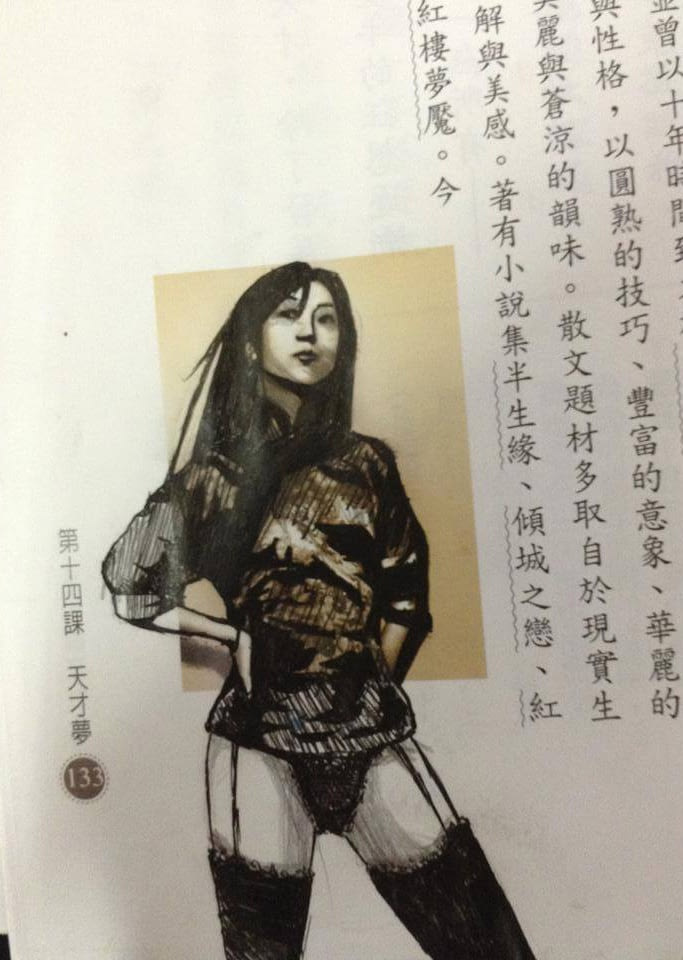 曾以十年時間
與性格，以圓熟的技巧、豐富的意象、華麗的
美麗與蒼涼的韻味。散文題材多取自於現實生
解與美感。著有小說集半生緣、傾城之戀、紅
紅樓夢魘。今
第十四課　天才夢
133